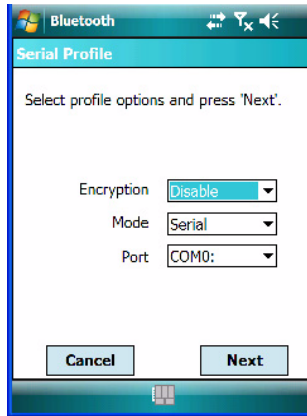 Bluetooth
Serial Profile
Select profile options and press 'Next'.
Encryption Disable
Mode Serial
Port COM0:
Cancel Next